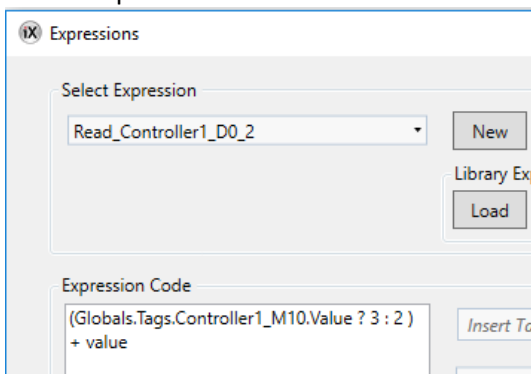 iX Expressions
Select Expression
Read_Controller1_D0_2
New
Library Ex
Load
Expression Code
(Globals.Tags.Controller1_M10.Value ? 3 : 2 )
+ value
Insert Ta